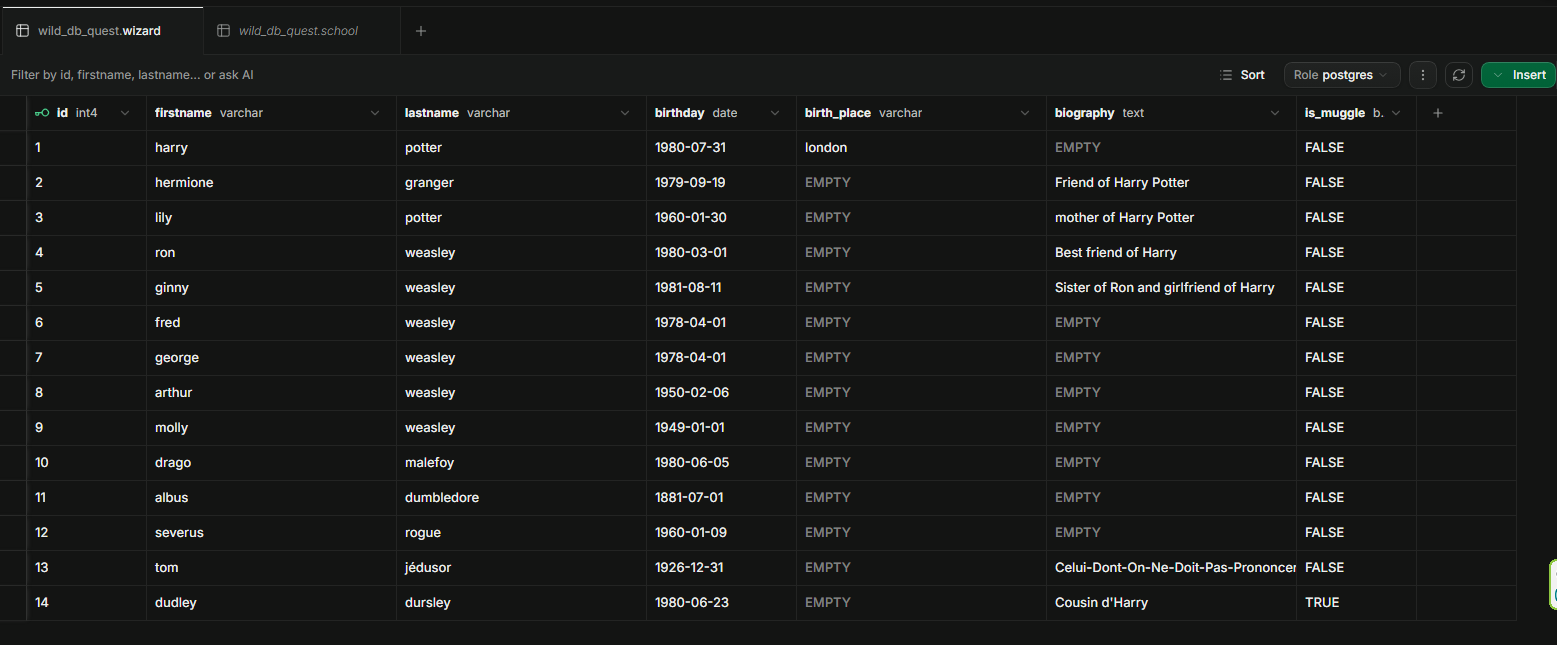 wild_db_quest.wizard wild_db_quest.school +
Filter by id, firstname, lastname... or ask AI Sort Role postgres Insert
id int4 firstname varchar lastname varchar birthday date birth_place varchar biography text is_muggle b. +
1 harry potter 1980-07-31 london EMPTY FALSE
2 hermione granger 1979-09-19 EMPTY Friend of Harry Potter FALSE
3 lily potter 1960-01-30 EMPTY mother of Harry Potter FALSE
4 ron weasley 1980-03-01 EMPTY Best friend of Harry FALSE
5 ginny weasley 1981-08-11 EMPTY Sister of Ron and girlfriend of Harry FALSE
6 fred weasley 1978-04-01 EMPTY EMPTY FALSE
7 george weasley 1978-04-01 EMPTY EMPTY FALSE
8 arthur weasley 1950-02-06 EMPTY EMPTY FALSE
9 molly weasley 1949-01-01 EMPTY EMPTY FALSE
10 drago malefoy 1980-06-05 EMPTY EMPTY FALSE
11 albus dumbledore 1881-07-01 EMPTY EMPTY FALSE
12 severus rogue 1960-01-09 EMPTY EMPTY FALSE
13 tom jédusor 1926-12-31 EMPTY Celui-Dont-On-Ne-Doit-Pas-Prononcer FALSE
14 dudley dursley 1980-06-23 EMPTY Cousin d'Harry TRUE